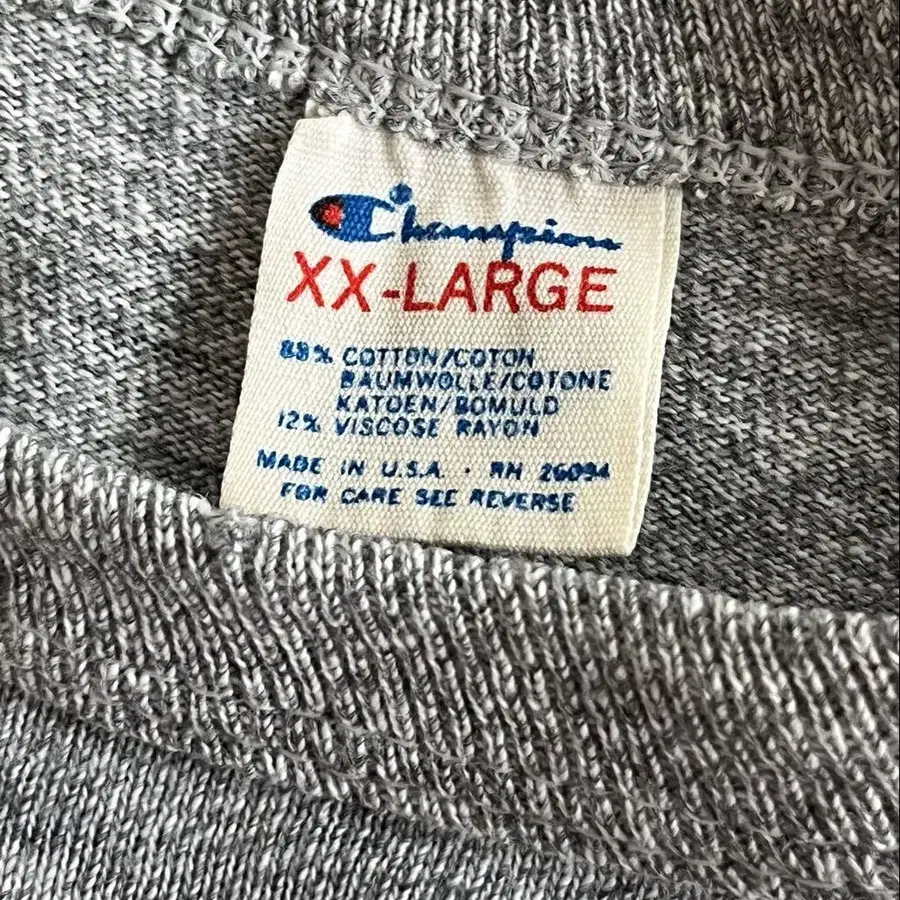 Champion
XX-LARGE
88% COTTON/COTON
BAUMWOLLE/COTONE
KATOEN/BOMULD
12% VISCOSE RAYON
MADE IN U.S.A. · RN 26094
FOR CARE SEE REVERSE